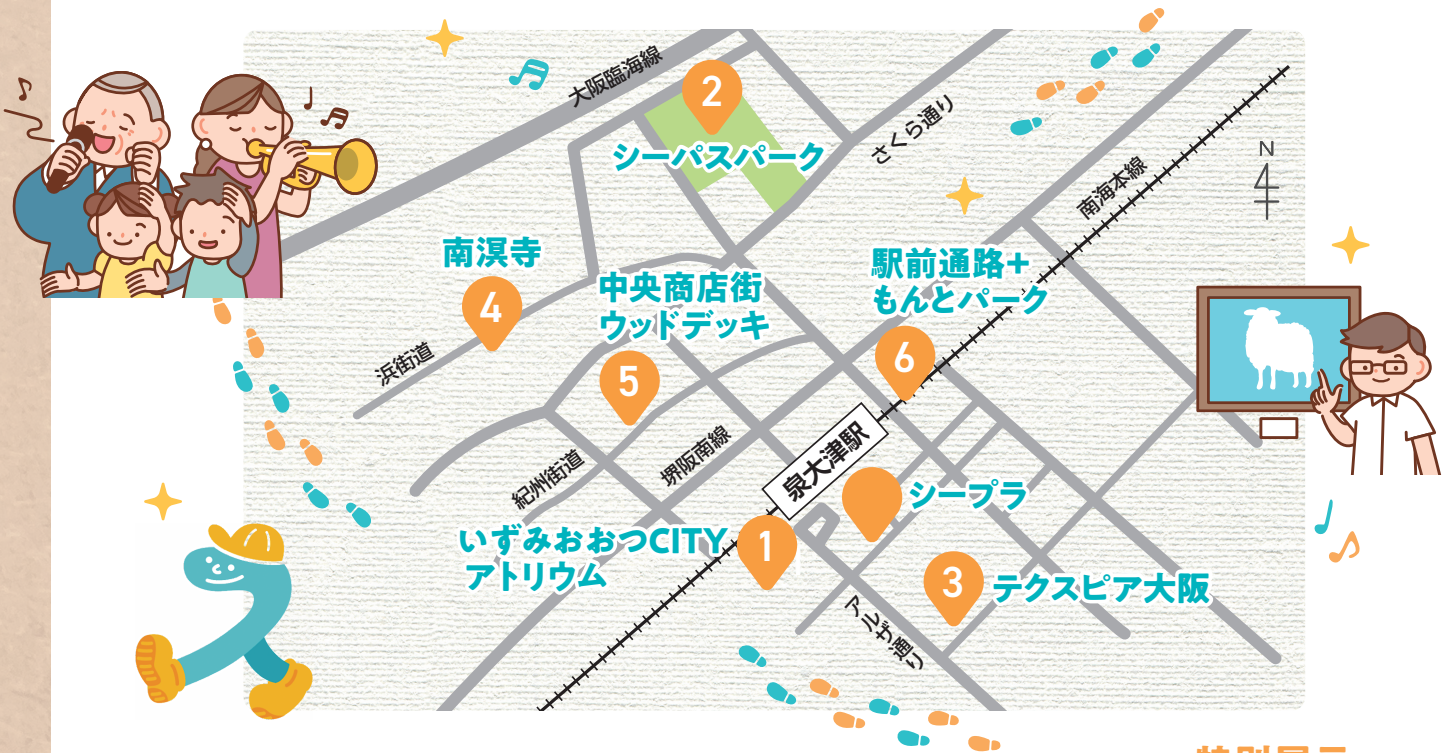 大阪臨海線
2
シーパスパーク
さくら通り
N
南海本線
南溟寺
4
中央商店街
ウッドデッキ
駅前通路+
もんとパーク
浜街道
5
6
紀州街道
堺阪南線
泉大津駅
シープラ
いずみおおつCITY
アトリウム
1
3
テクスピア大阪
アルザ通り